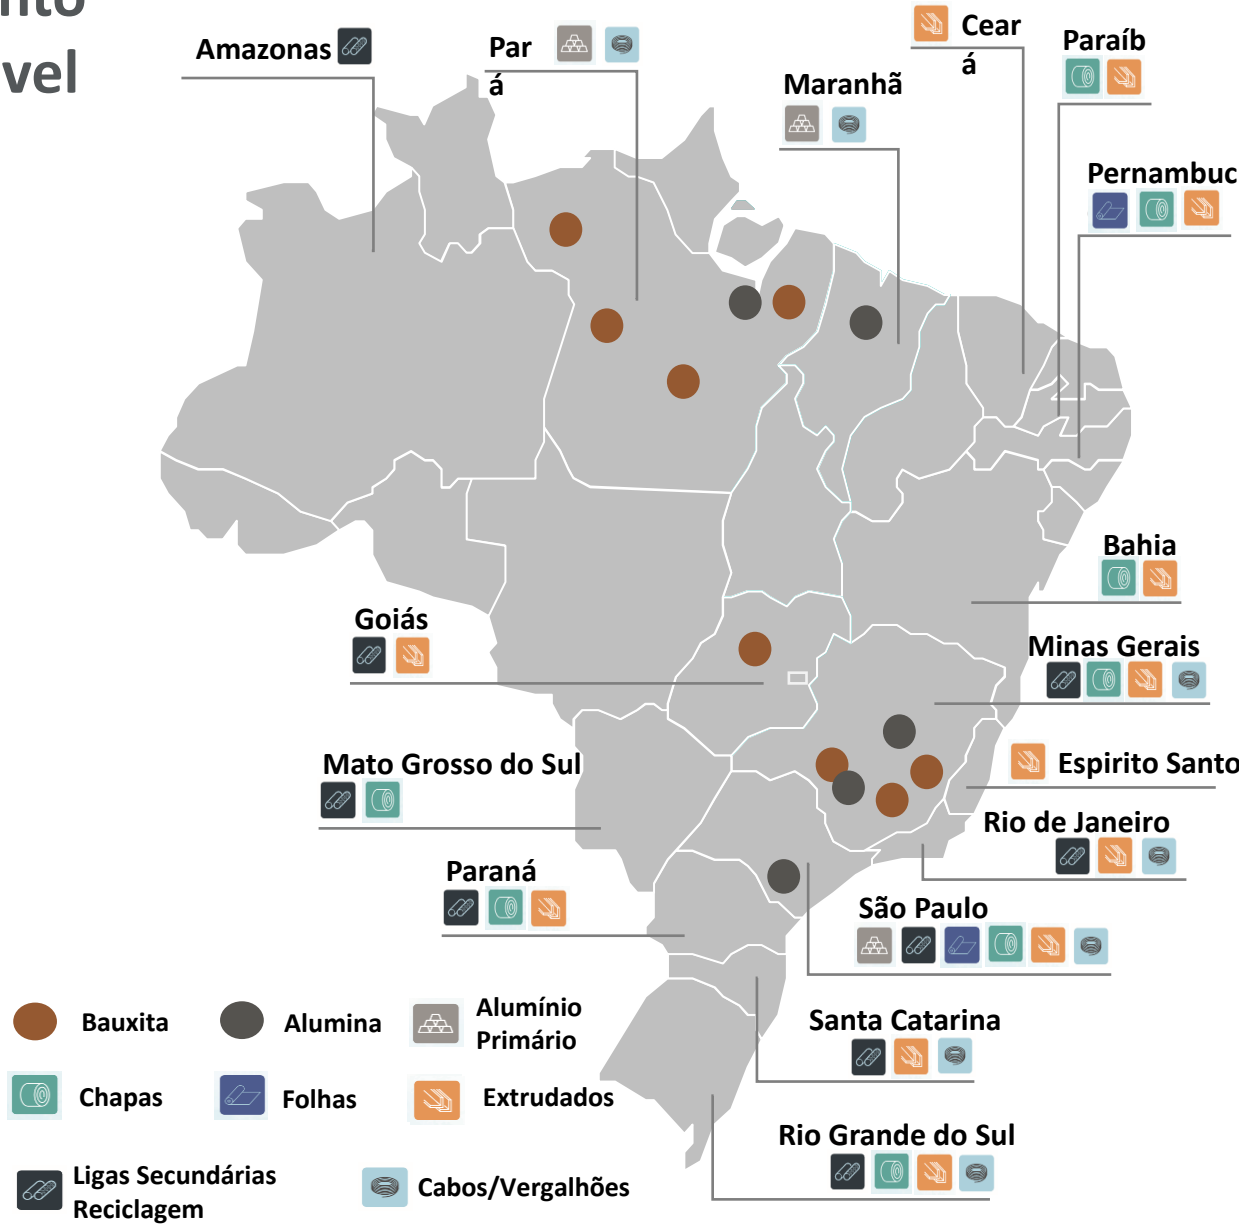 nto
vel
Amazonas
Par
á
Cear
á
Paraíb
Maranhã
Pernambuc
Bahia
Goiás
Minas Gerais
Mato Grosso do Sul
Espirito Santo
Rio de Janeiro
Paraná
São Paulo
Santa Catarina
Rio Grande do Sul
Bauxita
Alumina
Alumínio
Primário
Chapas
Folhas
Extrudados
Ligas Secundárias
Reciclagem
Cabos/Vergalhões